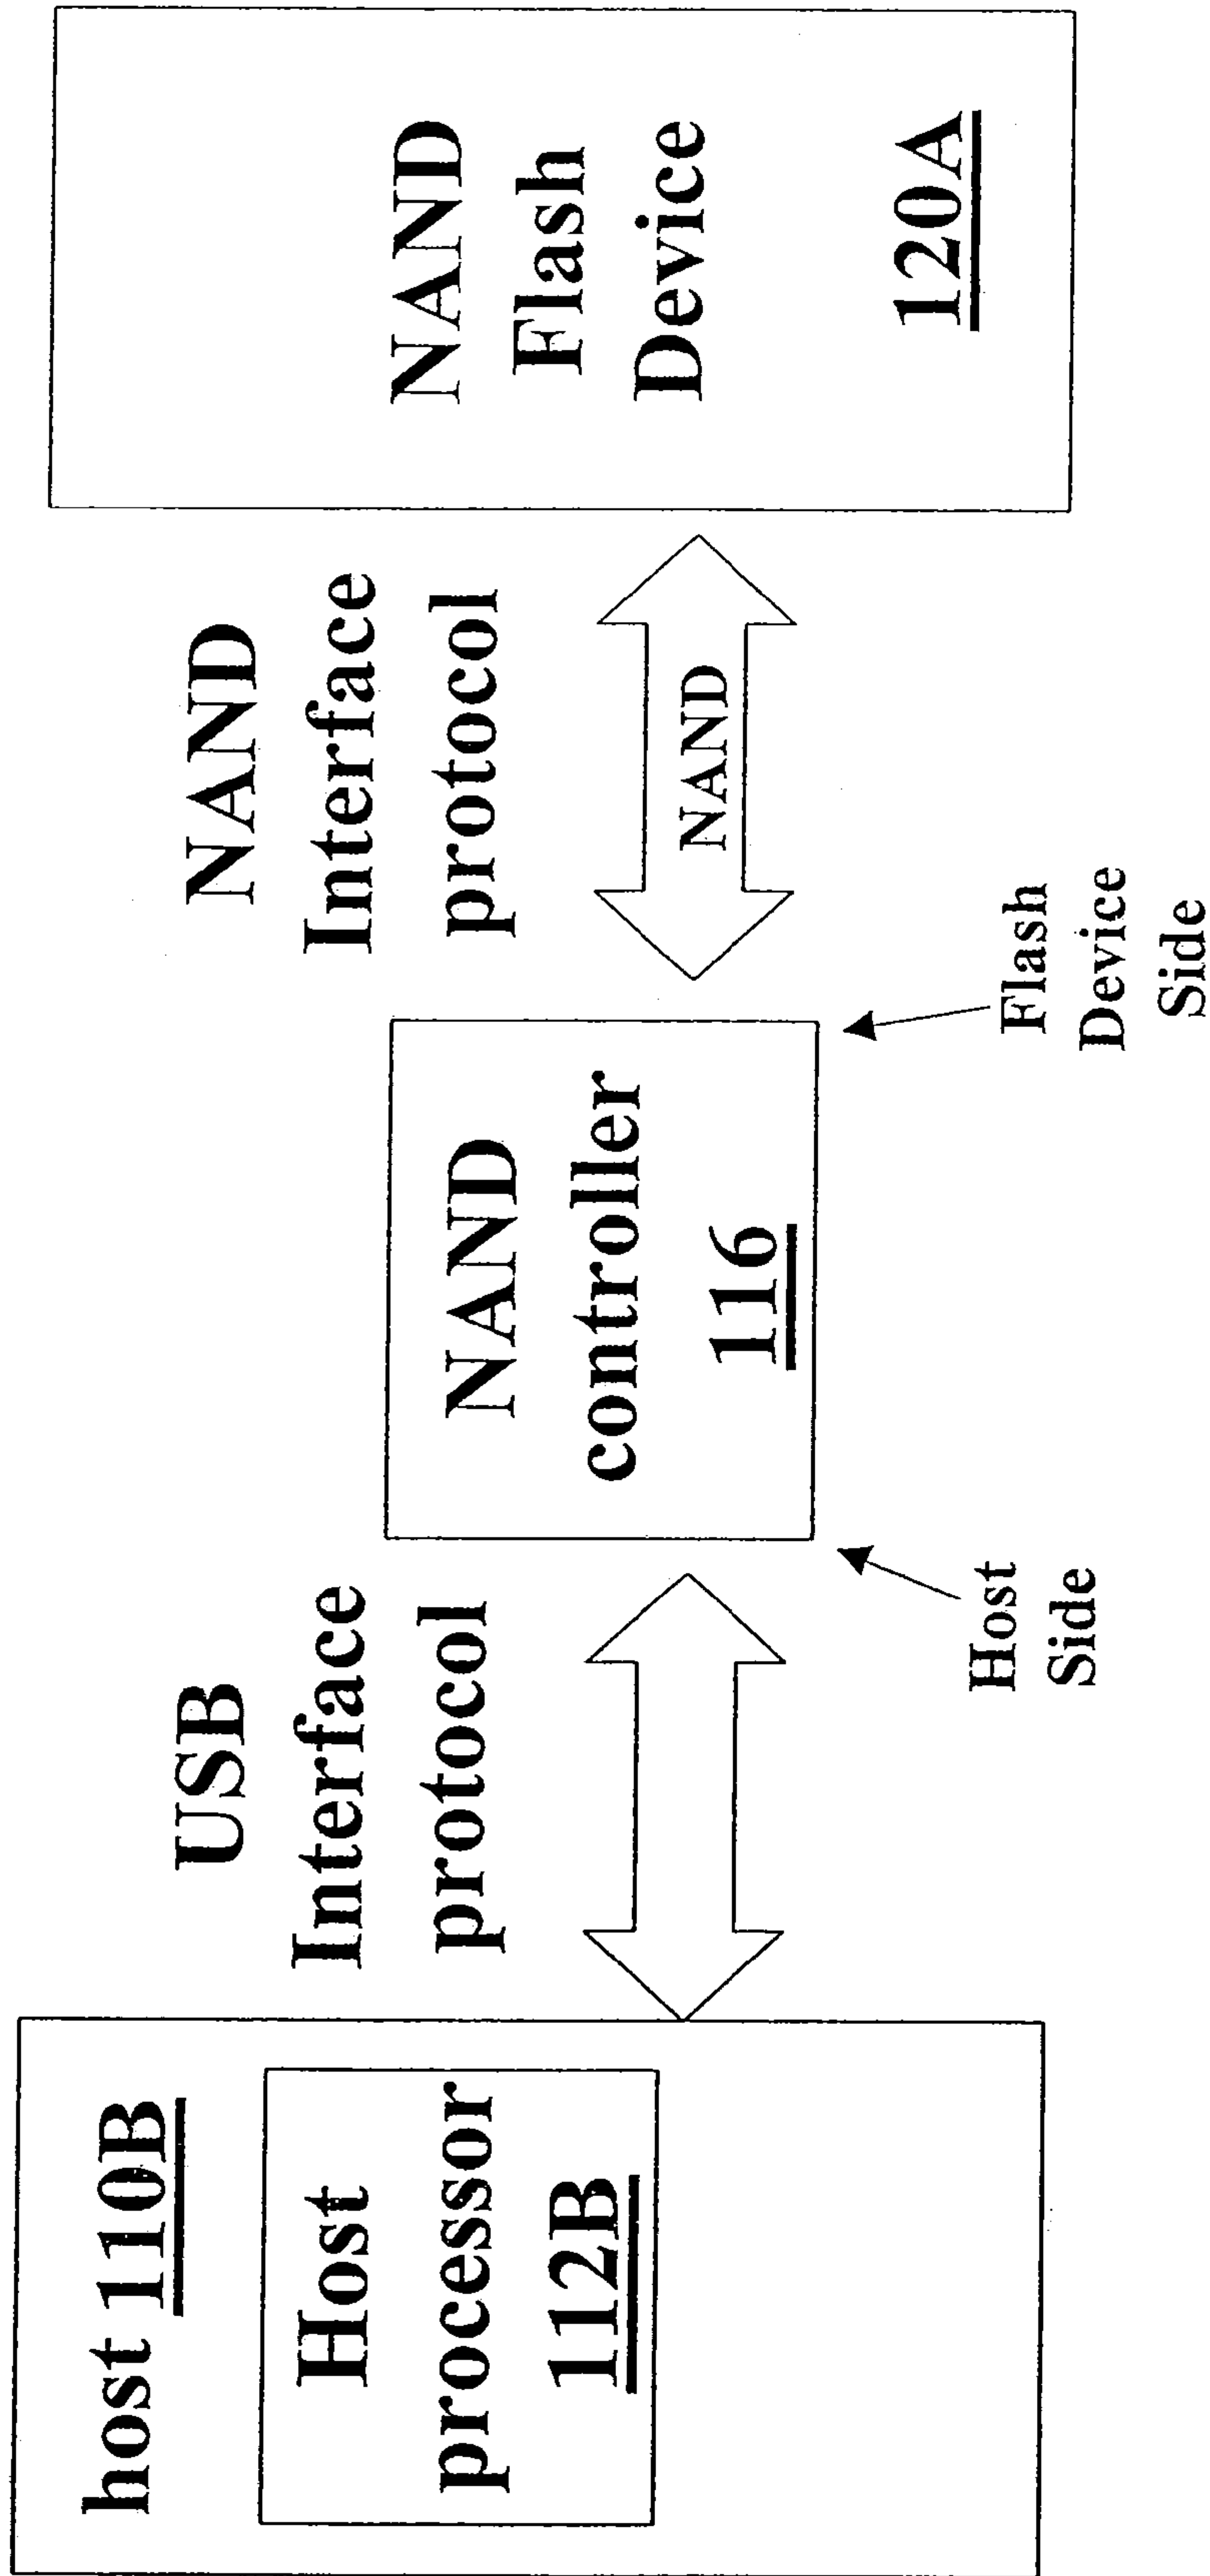 host 110B
Host
processor
112B
USB
Interface
protocol
Host
Side
NAND
controller
116
Flash
Device
Side
NAND
Interface
protocol
NAND
NAND
Flash
Device
120A